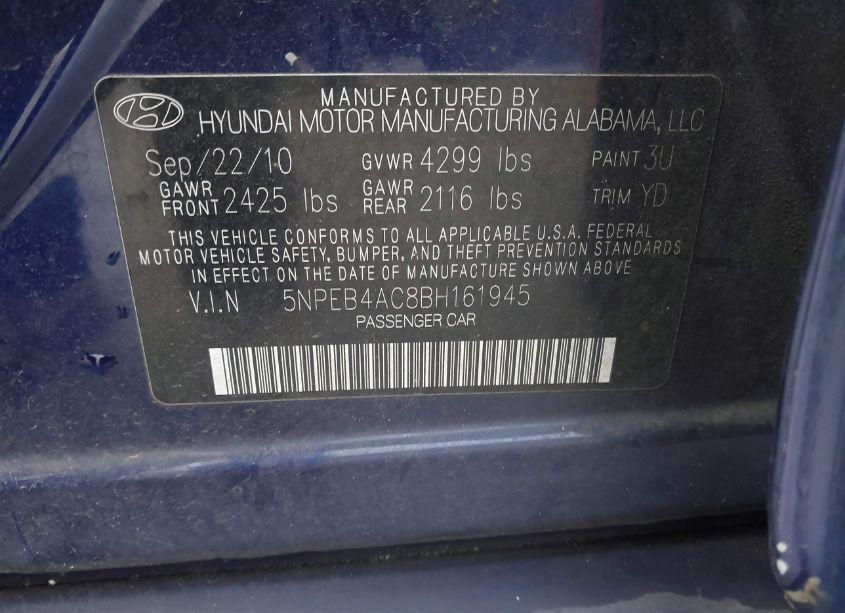 MANUFACTURED BY
HYUNDAI MOTOR MANUFACTURING ALABAMA, LLC
Sep/22/10 GVWR 4299 lbs PAINT 3U
GAWR FRONT 2425 lbs GAWR REAR 2116 lbs TRIM YD
THIS VEHICLE CONFORMS TO ALL APPLICABLE U.S.A. FEDERAL
MOTOR VEHICLE SAFETY, BUMPER, AND THEFT PREVENTION STANDARDS
IN EFFECT ON THE DATE OF MANUFACTURE SHOWN ABOVE
V.I.N 5NPEB4AC8BH161945
PASSENGER CAR